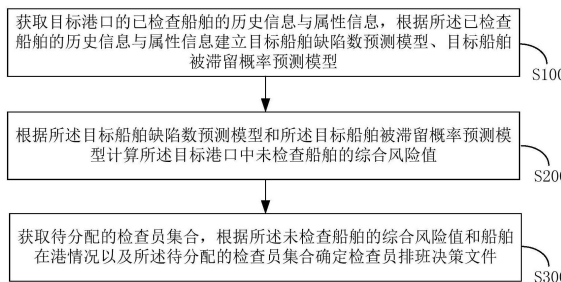 获取目标港口的已检查船舶的历史信息与属性信息，根据所述已检查
船舶的历史信息与属性信息建立目标船舶缺陷数预测模型、目标船舶
被滞留概率预测模型
S100
根据所述目标船舶缺陷数预测模型和所述目标船舶被滞留概率预测模
型计算所述目标港口中未检查船舶的综合风险值
S200
获取待分配的检查员集合，根据所述未检查船舶的综合风险值和船舶
在港情况以及所述待分配的检查员集合确定检查员排班决策文件
S300